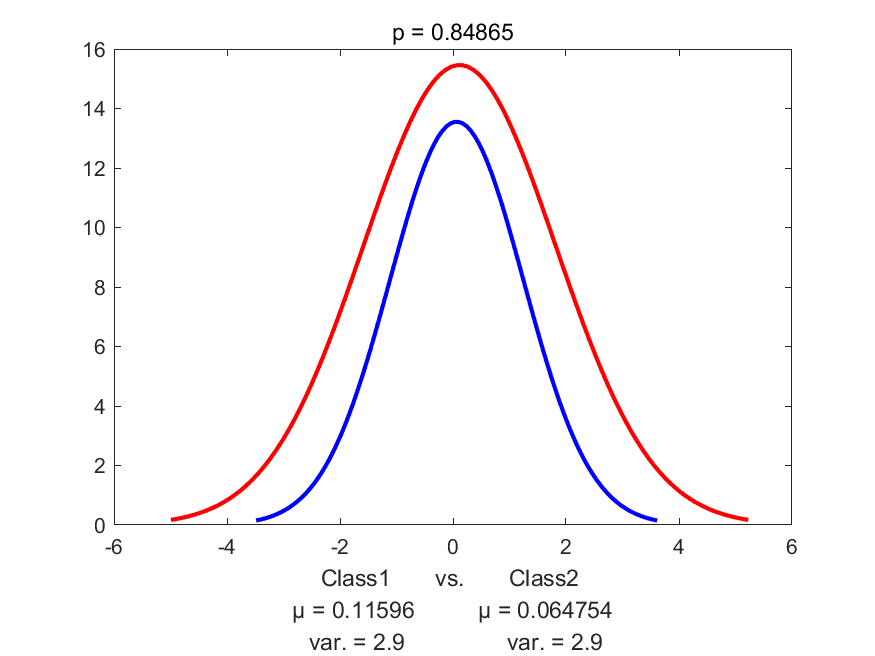 p = 0.84865
16
14
12
10
8
6
4
2
0
-6 -4 -2 0 2 4 6
Class1 vs. Class2
μ = 0.11596 μ = 0.064754
var. = 2.9 var. = 2.9